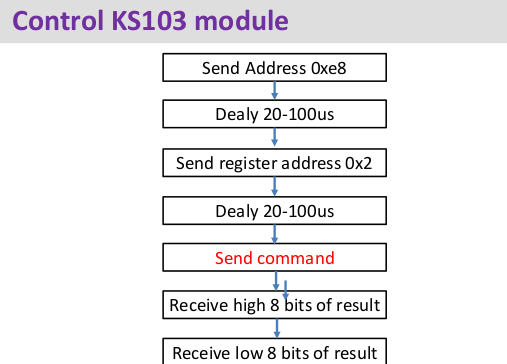 Control KS103 module
Send Address 0xe8
Dealy 20-100us
Send register address 0x2
Dealy 20-100us
Send command
Receive high 8 bits of result
Receive low 8 bits of result